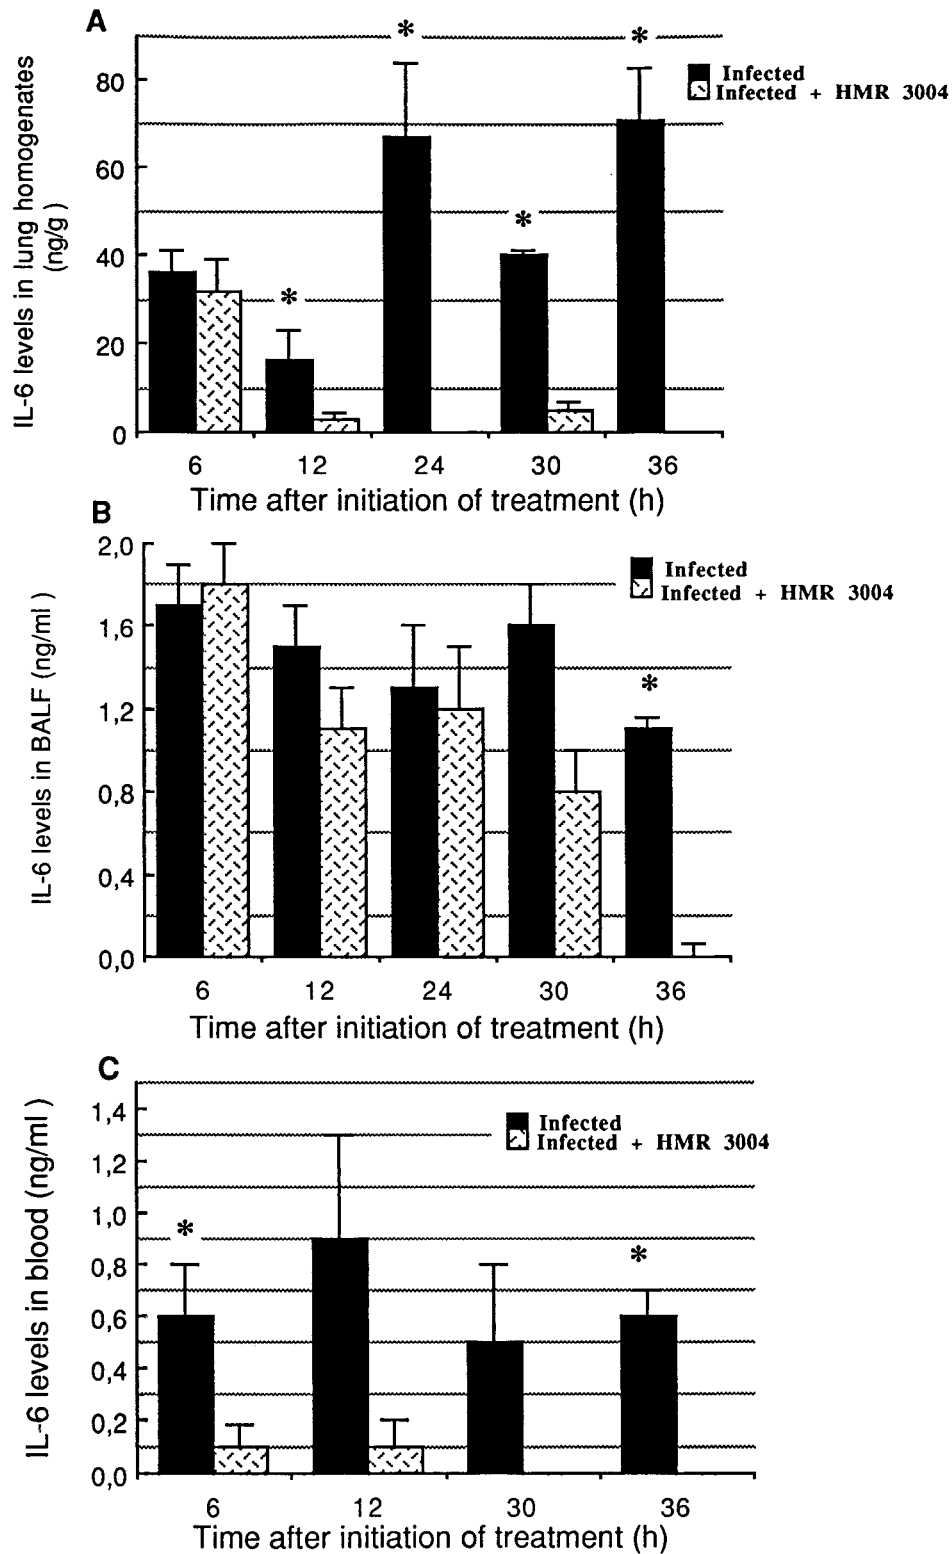 A
IL-6 levels in lung homogenates
(ng/g)
80
60
40
20
0
*
*
*
*
Infected
Infected + HMR 3004
6 12 24 30 36
Time after initiation of treatment (h)
B
IL-6 levels in BALF (ng/ml)
2,0
1,6
1,2
0,8
0,4
0,0
*
Infected
Infected + HMR 3004
6 12 24 30 36
Time after initiation of treatment (h)
C
IL-6 levels in blood (ng/ml)
1,4
1,2
1,0
0,8
0,6
0,4
0,2
0,0
*
*
Infected
Infected + HMR 3004
6 12 30 36
Time after initiation of treatment (h)